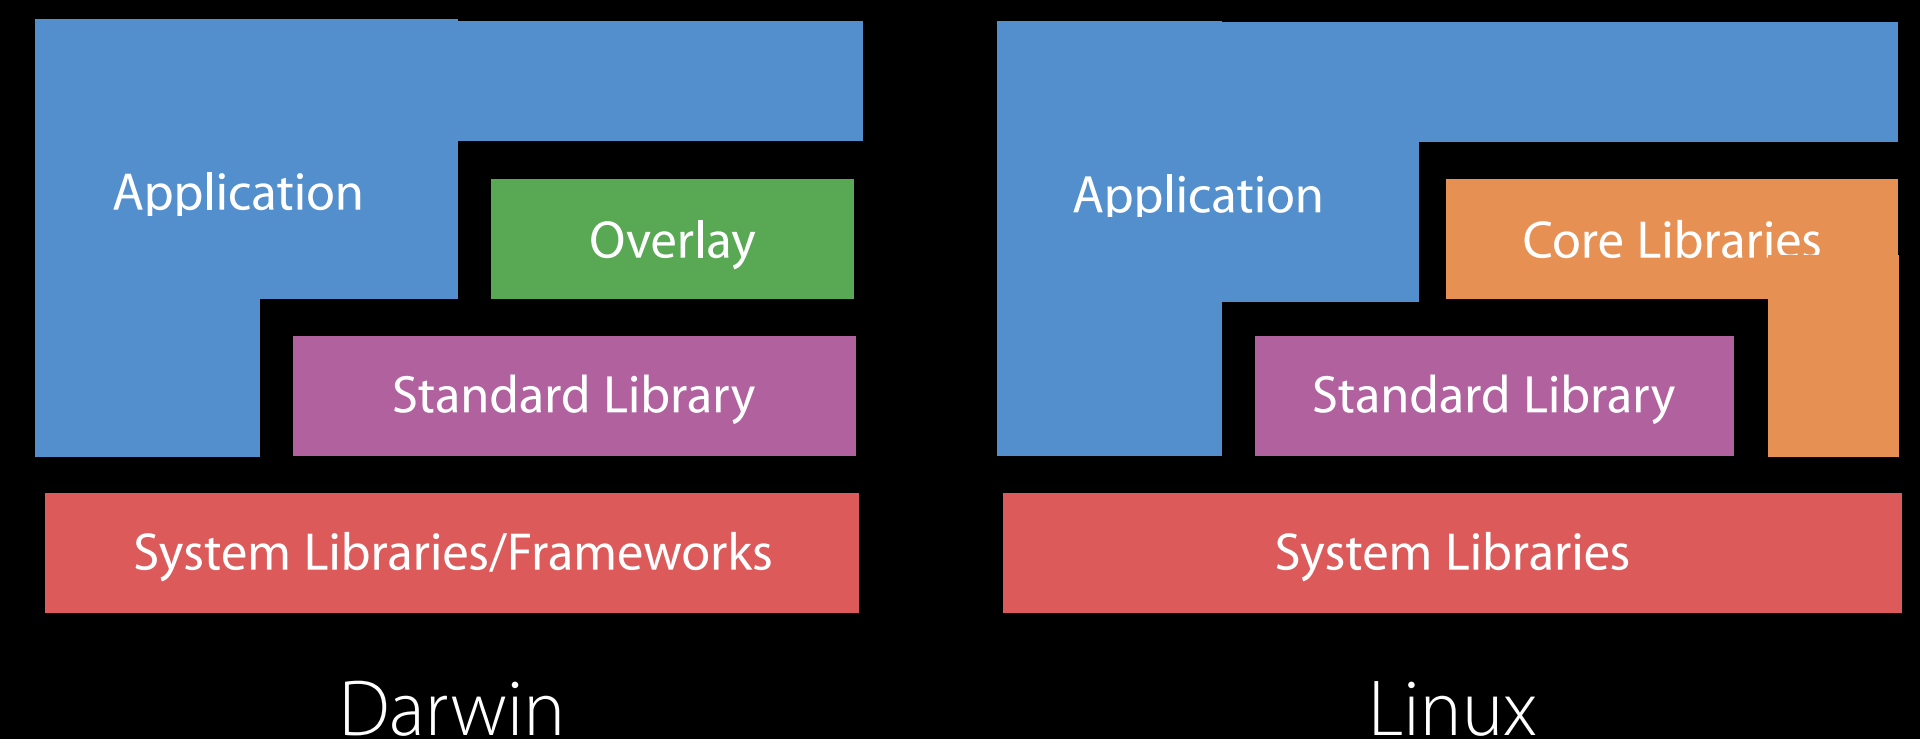 Application
Overlay
Standard Library
System Libraries/Frameworks
Darwin
Application
Core Libraries
Standard Library
System Libraries
Linux